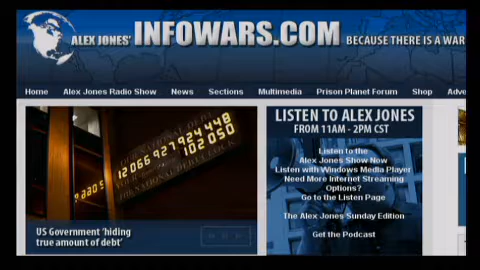 ALEX JONES' INFOWARS.COM BECAUSE THERE IS A WAR
Home Alex Jones Radio Show News Sections Multimedia Prison Planet Forum Shop Adve
LISTEN TO ALEX JONES
FROM 11AM - 2PM CST
Listen to the
Alex Jones Show Now
Listen with Windows Media Player
Need More Internet Streaming
Options?
Go to the Listen Page
The Alex Jones Sunday Edition
Get the Podcast
US Government 'hiding
true amount of debt'